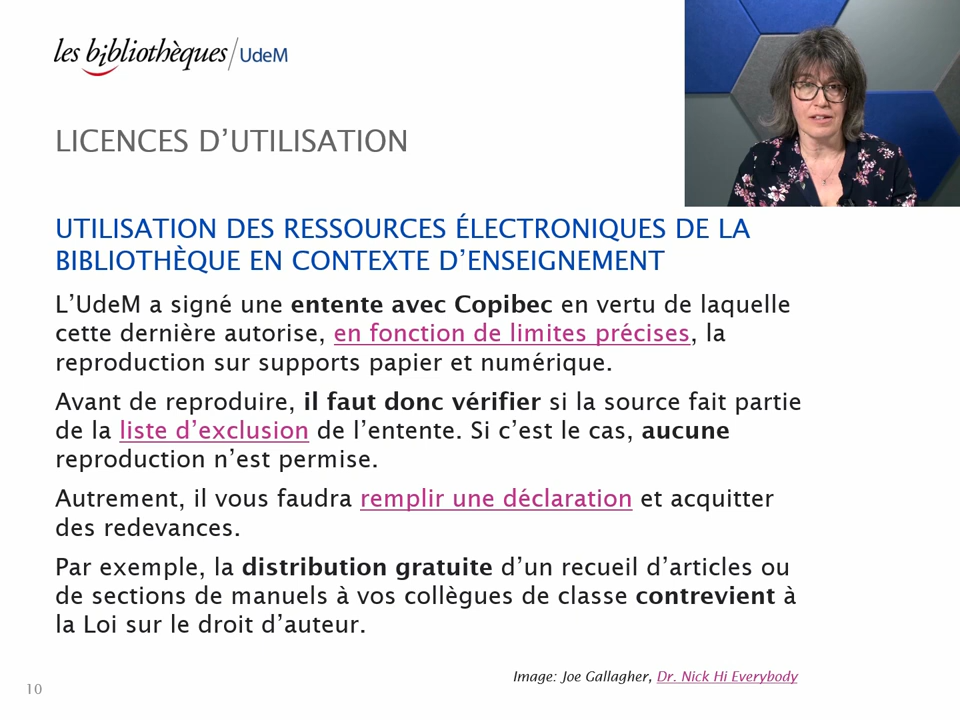 les bibliothèques/UdeM
LICENCES D’UTILISATION
UTILISATION DES RESSOURCES ÉLECTRONIQUES DE LA
BIBLIOTHÈQUE EN CONTEXTE D’ENSEIGNEMENT
L’UdeM a signé une entente avec Copibec en vertu de laquelle
cette dernière autorise, en fonction de limites précises, la
reproduction sur supports papier et numérique.
Avant de reproduire, il faut donc vérifier si la source fait partie
de la liste d’exclusion de l’entente. Si c’est le cas, aucune
reproduction n’est permise.
Autrement, il vous faudra remplir une déclaration et acquitter
des redevances.
Par exemple, la distribution gratuite d’un recueil d’articles ou
de sections de manuels à vos collègues de classe contrevient à
la Loi sur le droit d’auteur.
Image: Joe Gallagher, Dr. Nick Hi Everybody
10